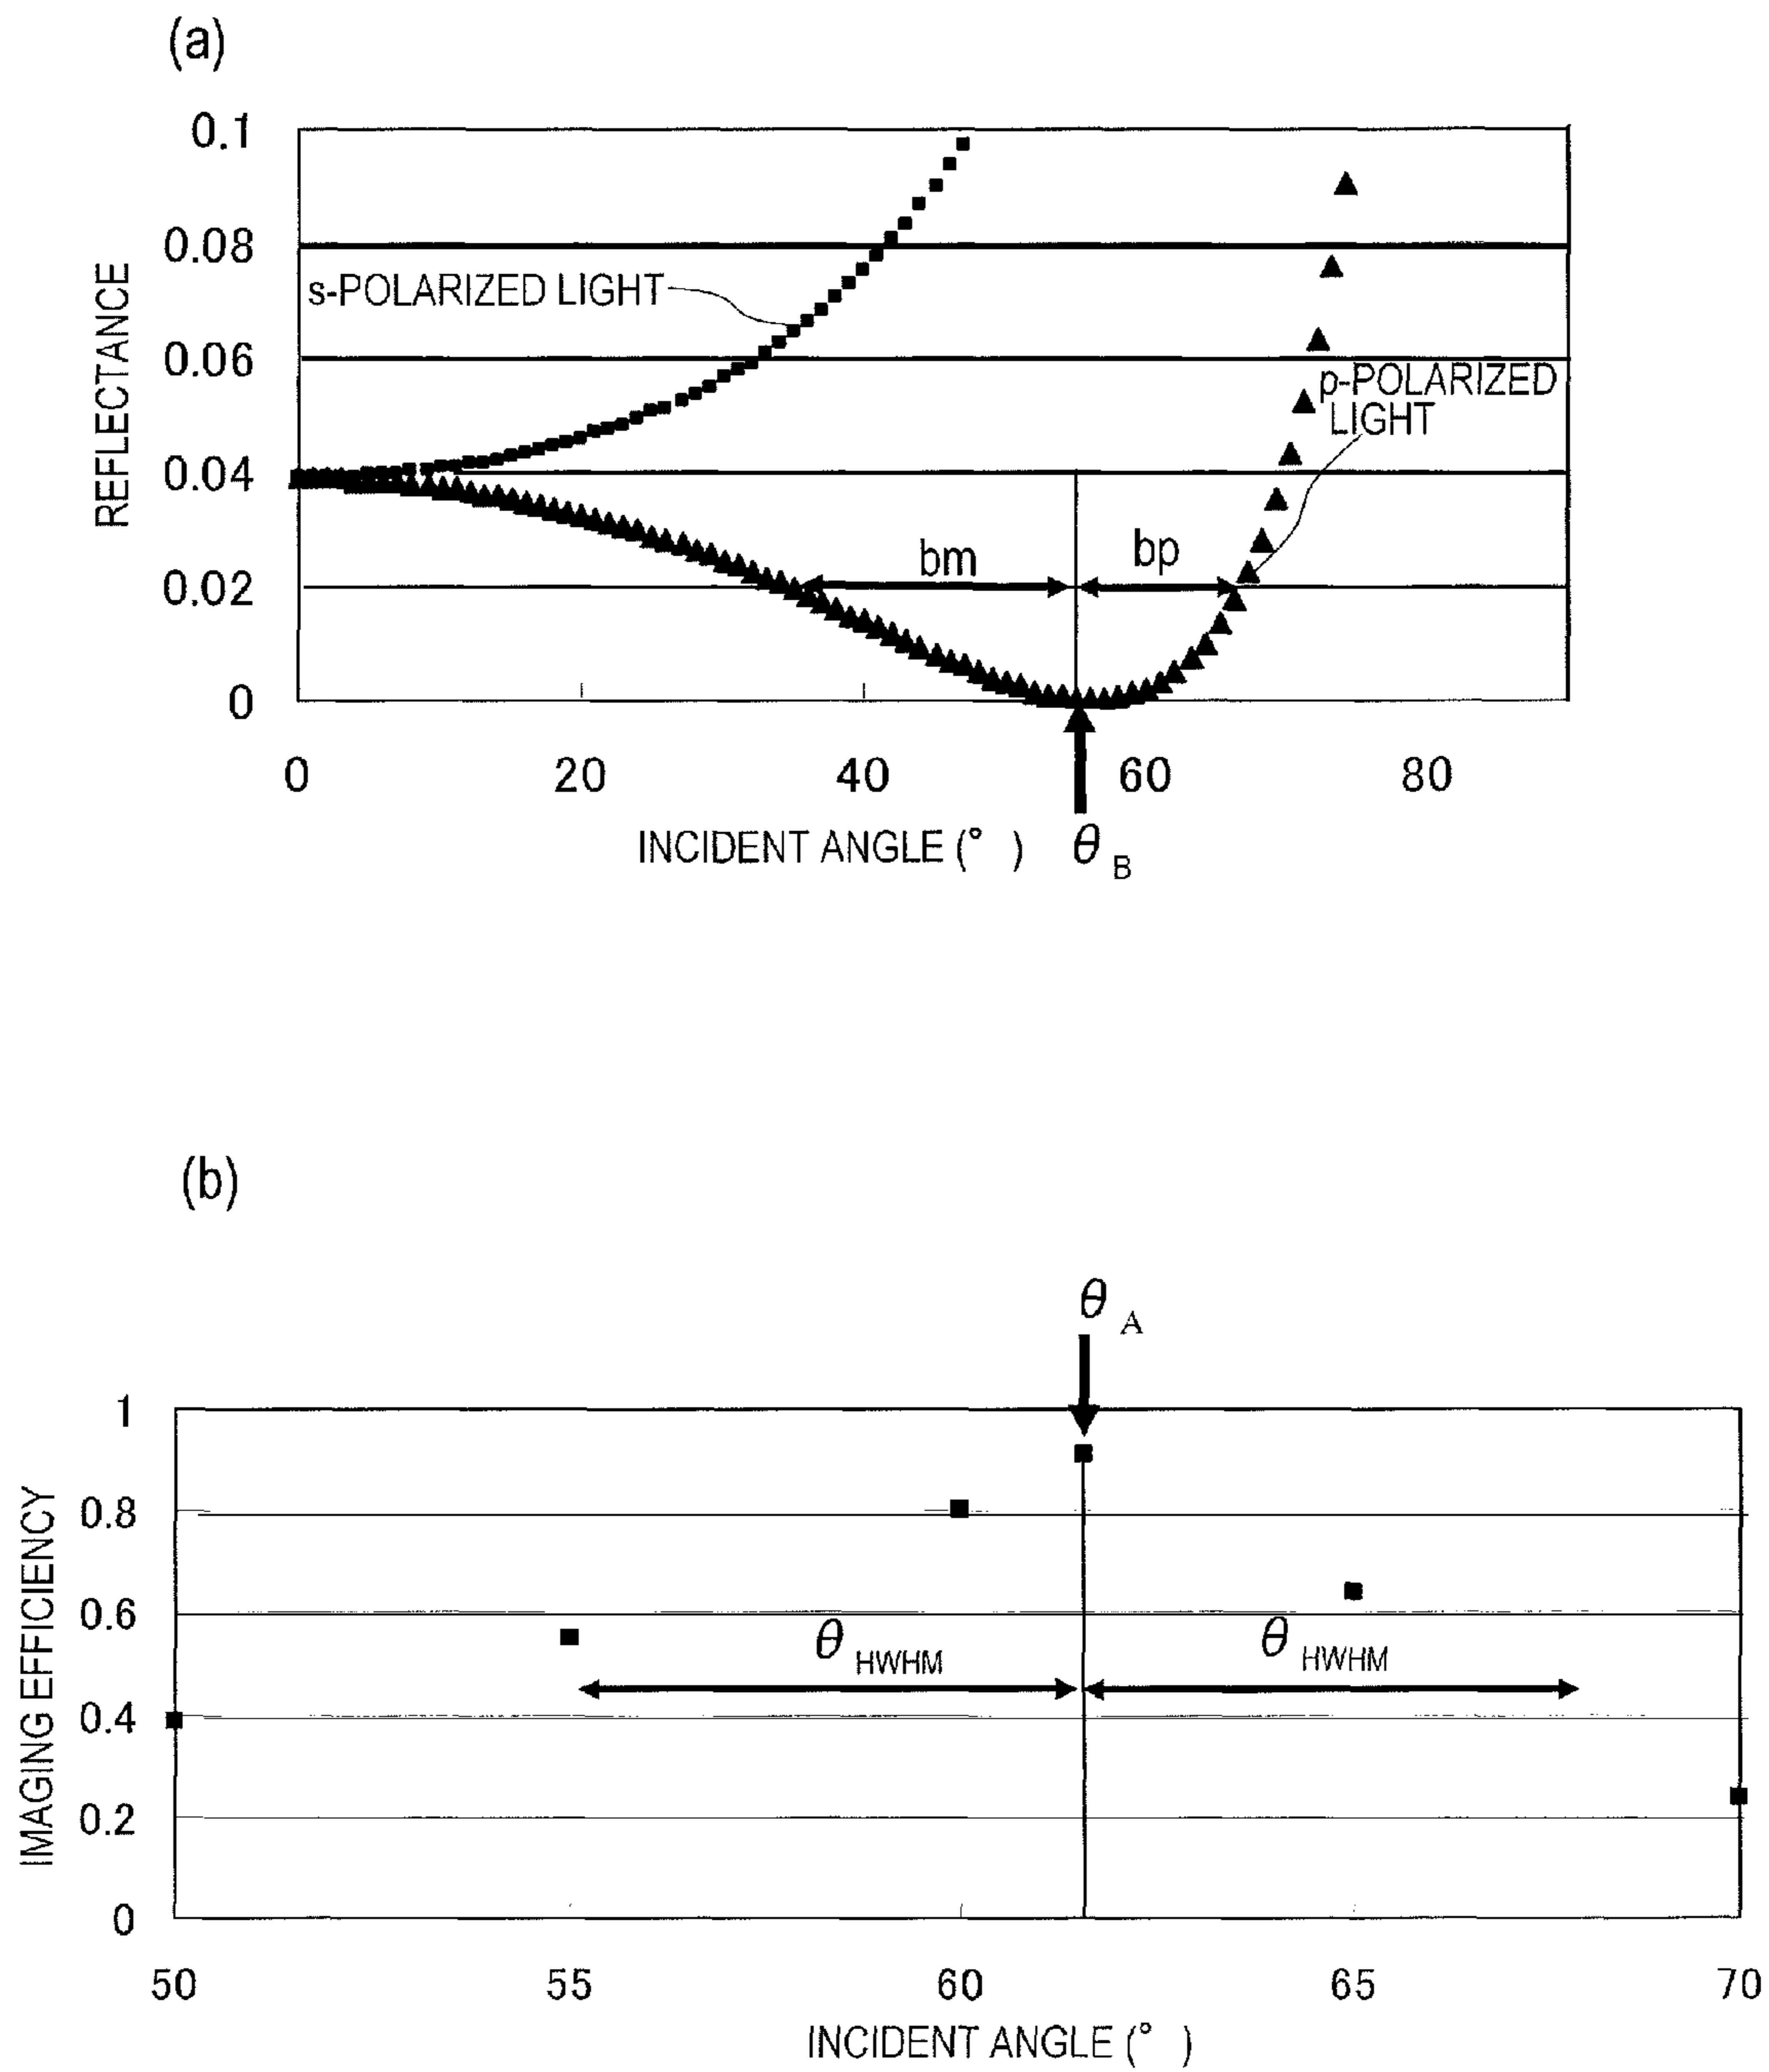 (a)
0.1
0.08
0.06
0.04
0.02
0
REFLECTANCE
s-POLARIZED LIGHT
p-POLARIZED
LIGHT
bm
bp
0 20 40 60 80
INCIDENT ANGLE (° ) θB
(b)
θA
1
0.8
0.6
0.4
0.2
0
IMAGING EFFICIENCY
θHWHM θHWHM
50 55 60 65 70
INCIDENT ANGLE (° )